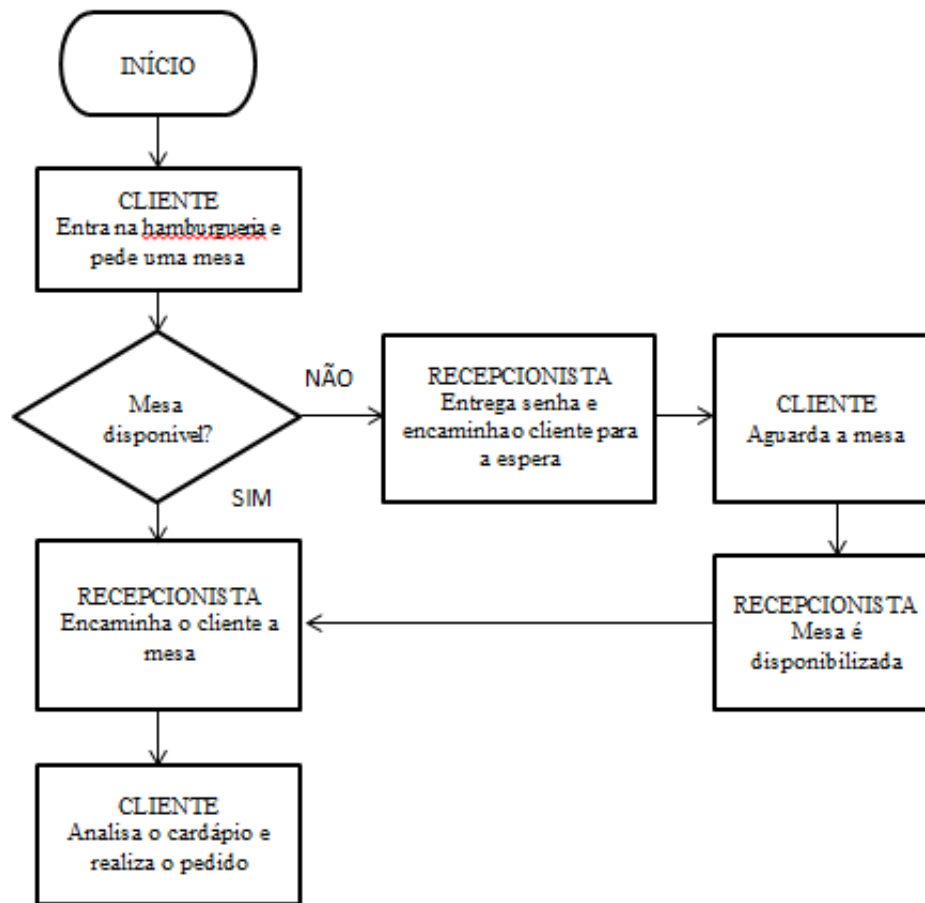 INÍCIO
CLIENTE
Entra na hamburgueria e
pede uma mesa
Mesa
disponível?
NÃO
SIM
RECEPCIONISTA
Entrega senha e
encaminha o cliente para
a espera
CLIENTE
Aguarda a mesa
RECEPCIONISTA
Mesa é
disponibilizada
RECEPCIONISTA
Encaminha o cliente a
mesa
CLIENTE
Analisa o cardápio e
realiza o pedido